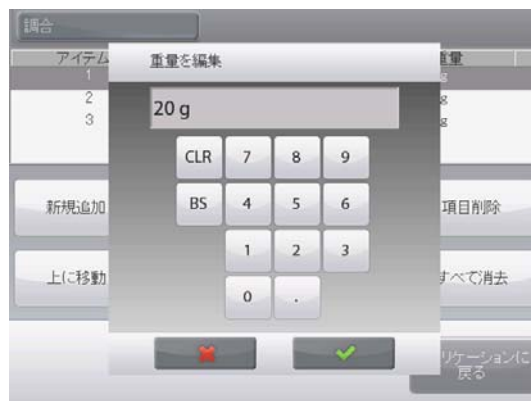 調合
アイテム
重量
1
g
2
g
3
g
重量を編集
20 g
CLR 7 8 9
BS 4 5 6
1 2 3
0 .
新規追加
項目削除
上に移動
すべて消去
リケーションに
戻る